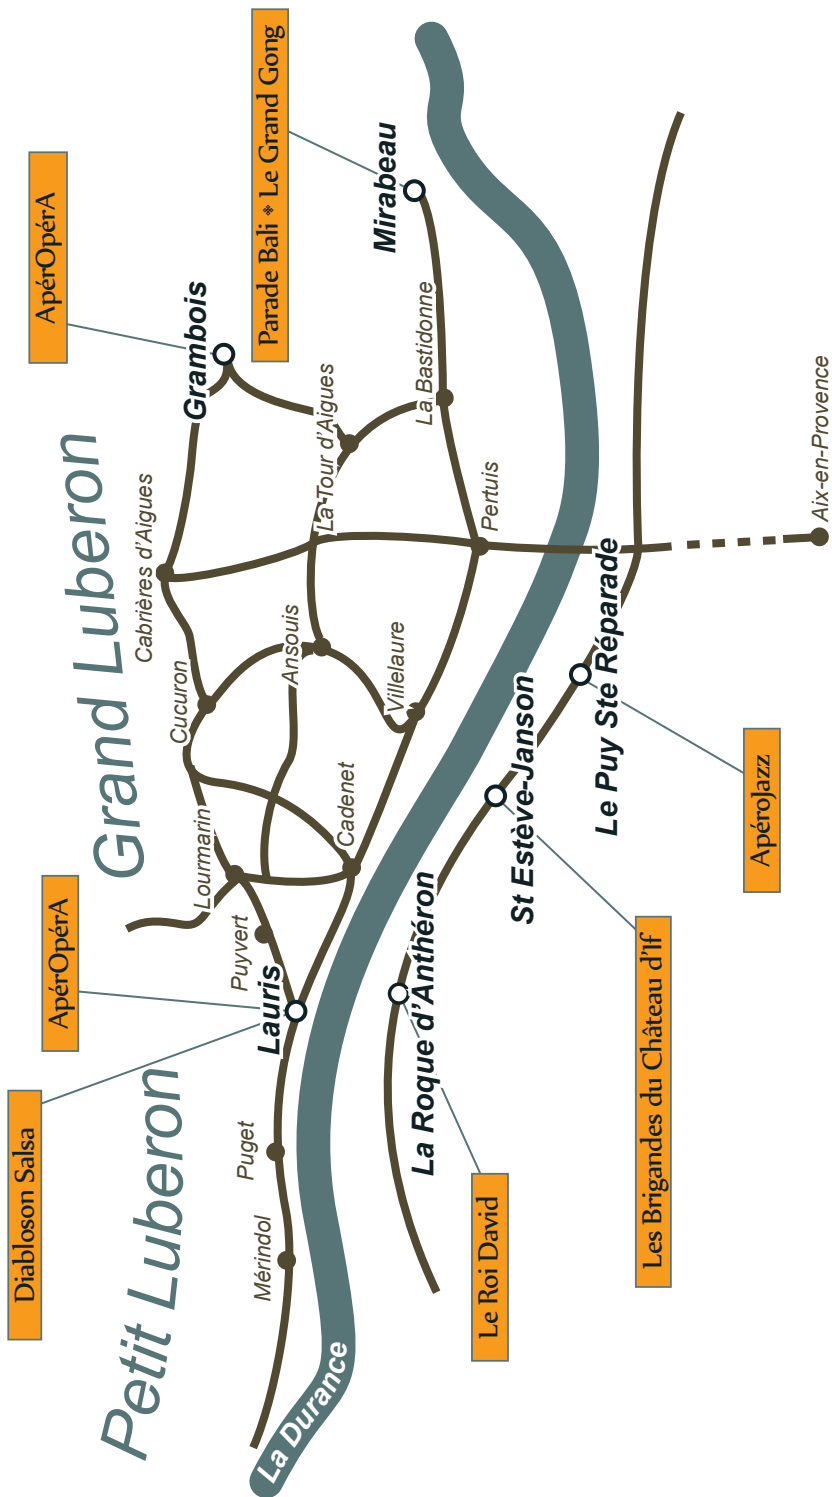 Diabloson Salsa
ApérOpérA
ApérOpérA
Parade Bali ❖ Le Grand Gong
Petit Luberon
Grand Luberon
Grambois
Mirabeau
Cabrières d'Aigues
Cucuron
Lourmarin
Puyvert
Lauris
Puget
Mérindol
Ansouis
La Tour d'Aigues
La Bastidonne
Villelaure
Cadenet
Pertuis
La Durance
La Roque d'Anthéron
St Estève-Janson
Le Puy Ste Réparade
Aix-en-Provence
Le Roi David
Les Brigandes du Château d'If
ApéroJazz